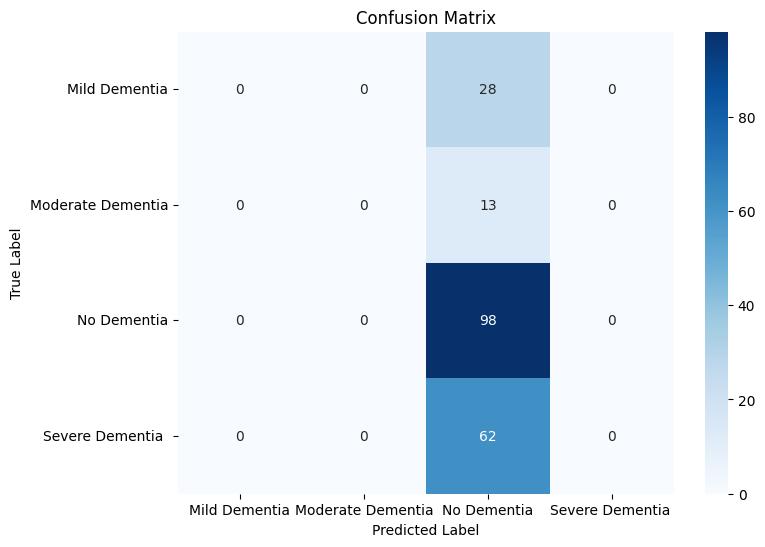 Confusion Matrix
Mild Dementia 0 0 28 0
Moderate Dementia 0 0 13 0
No Dementia 0 0 98 0
Severe Dementia 0 0 62 0
Mild Dementia Moderate Dementia No Dementia Severe Dementia
Predicted Label
True Label
80
60
40
20
0